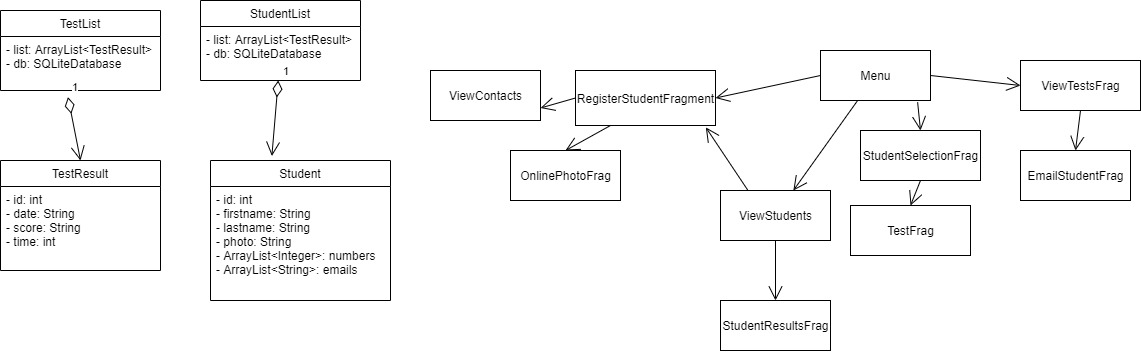 TestList
- list: ArrayList<TestResult>
- db: SQLiteDatabase
1
TestResult
- id: int
- date: String
- score: String
- time: int
StudentList
- list: ArrayList<TestResult>
- db: SQLiteDatabase
1
Student
- id: int
- firstname: String
- lastname: String
- photo: String
- ArrayList<Integer>: numbers
- ArrayList<String>: emails
Menu
ViewContacts
RegisterStudentFragment
ViewTestsFrag
OnlinePhotoFrag
StudentSelectionFrag
EmailStudentFrag
ViewStudents
TestFrag
StudentResultsFrag